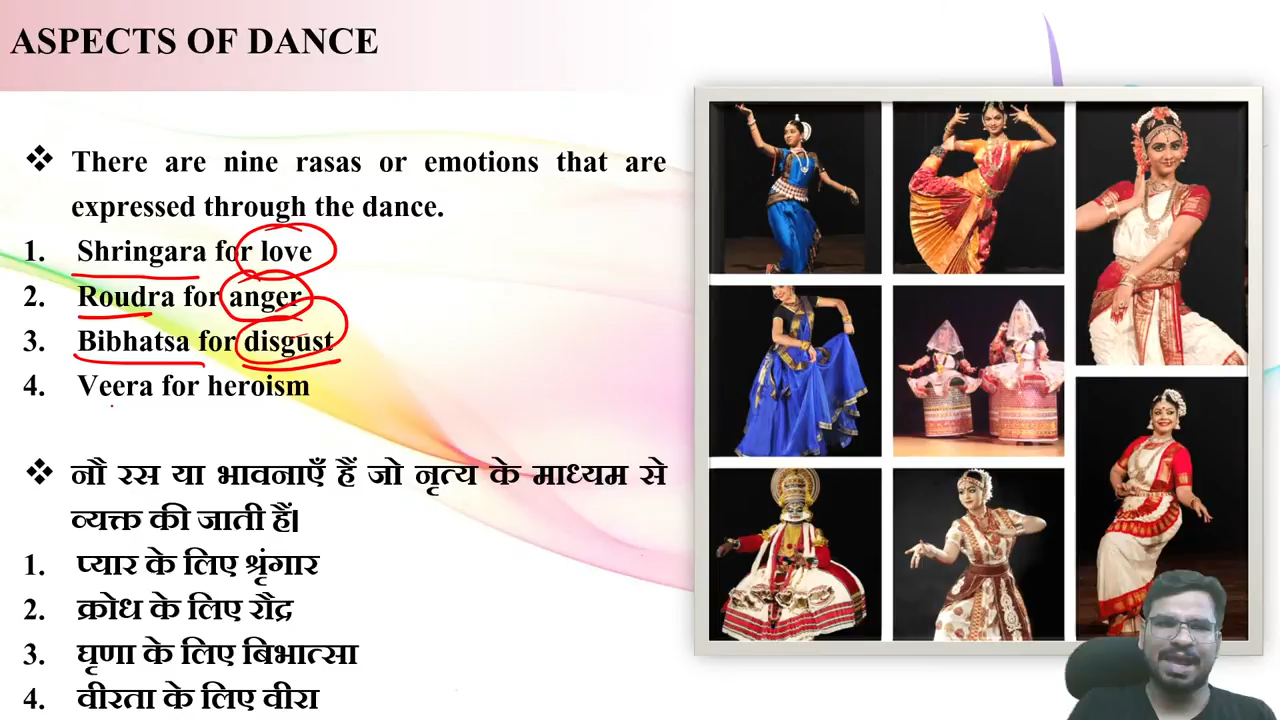 ASPECTS OF DANCE
❖ There are nine rasas or emotions that are
expressed through the dance.
1. Shringara for love
2. Roudra for anger
3. Bibhatsa for disgust
4. Veera for heroism
❖ नौ रस या भावनाएँ हैं जो नृत्य के माध्यम से
व्यक्त की जाती हैं।
1. प्यार के लिए श्रृंगार
2. क्रोध के लिए रौद्र
3. घृणा के लिए बिभात्सा
4. वीरता के लिए वीरा